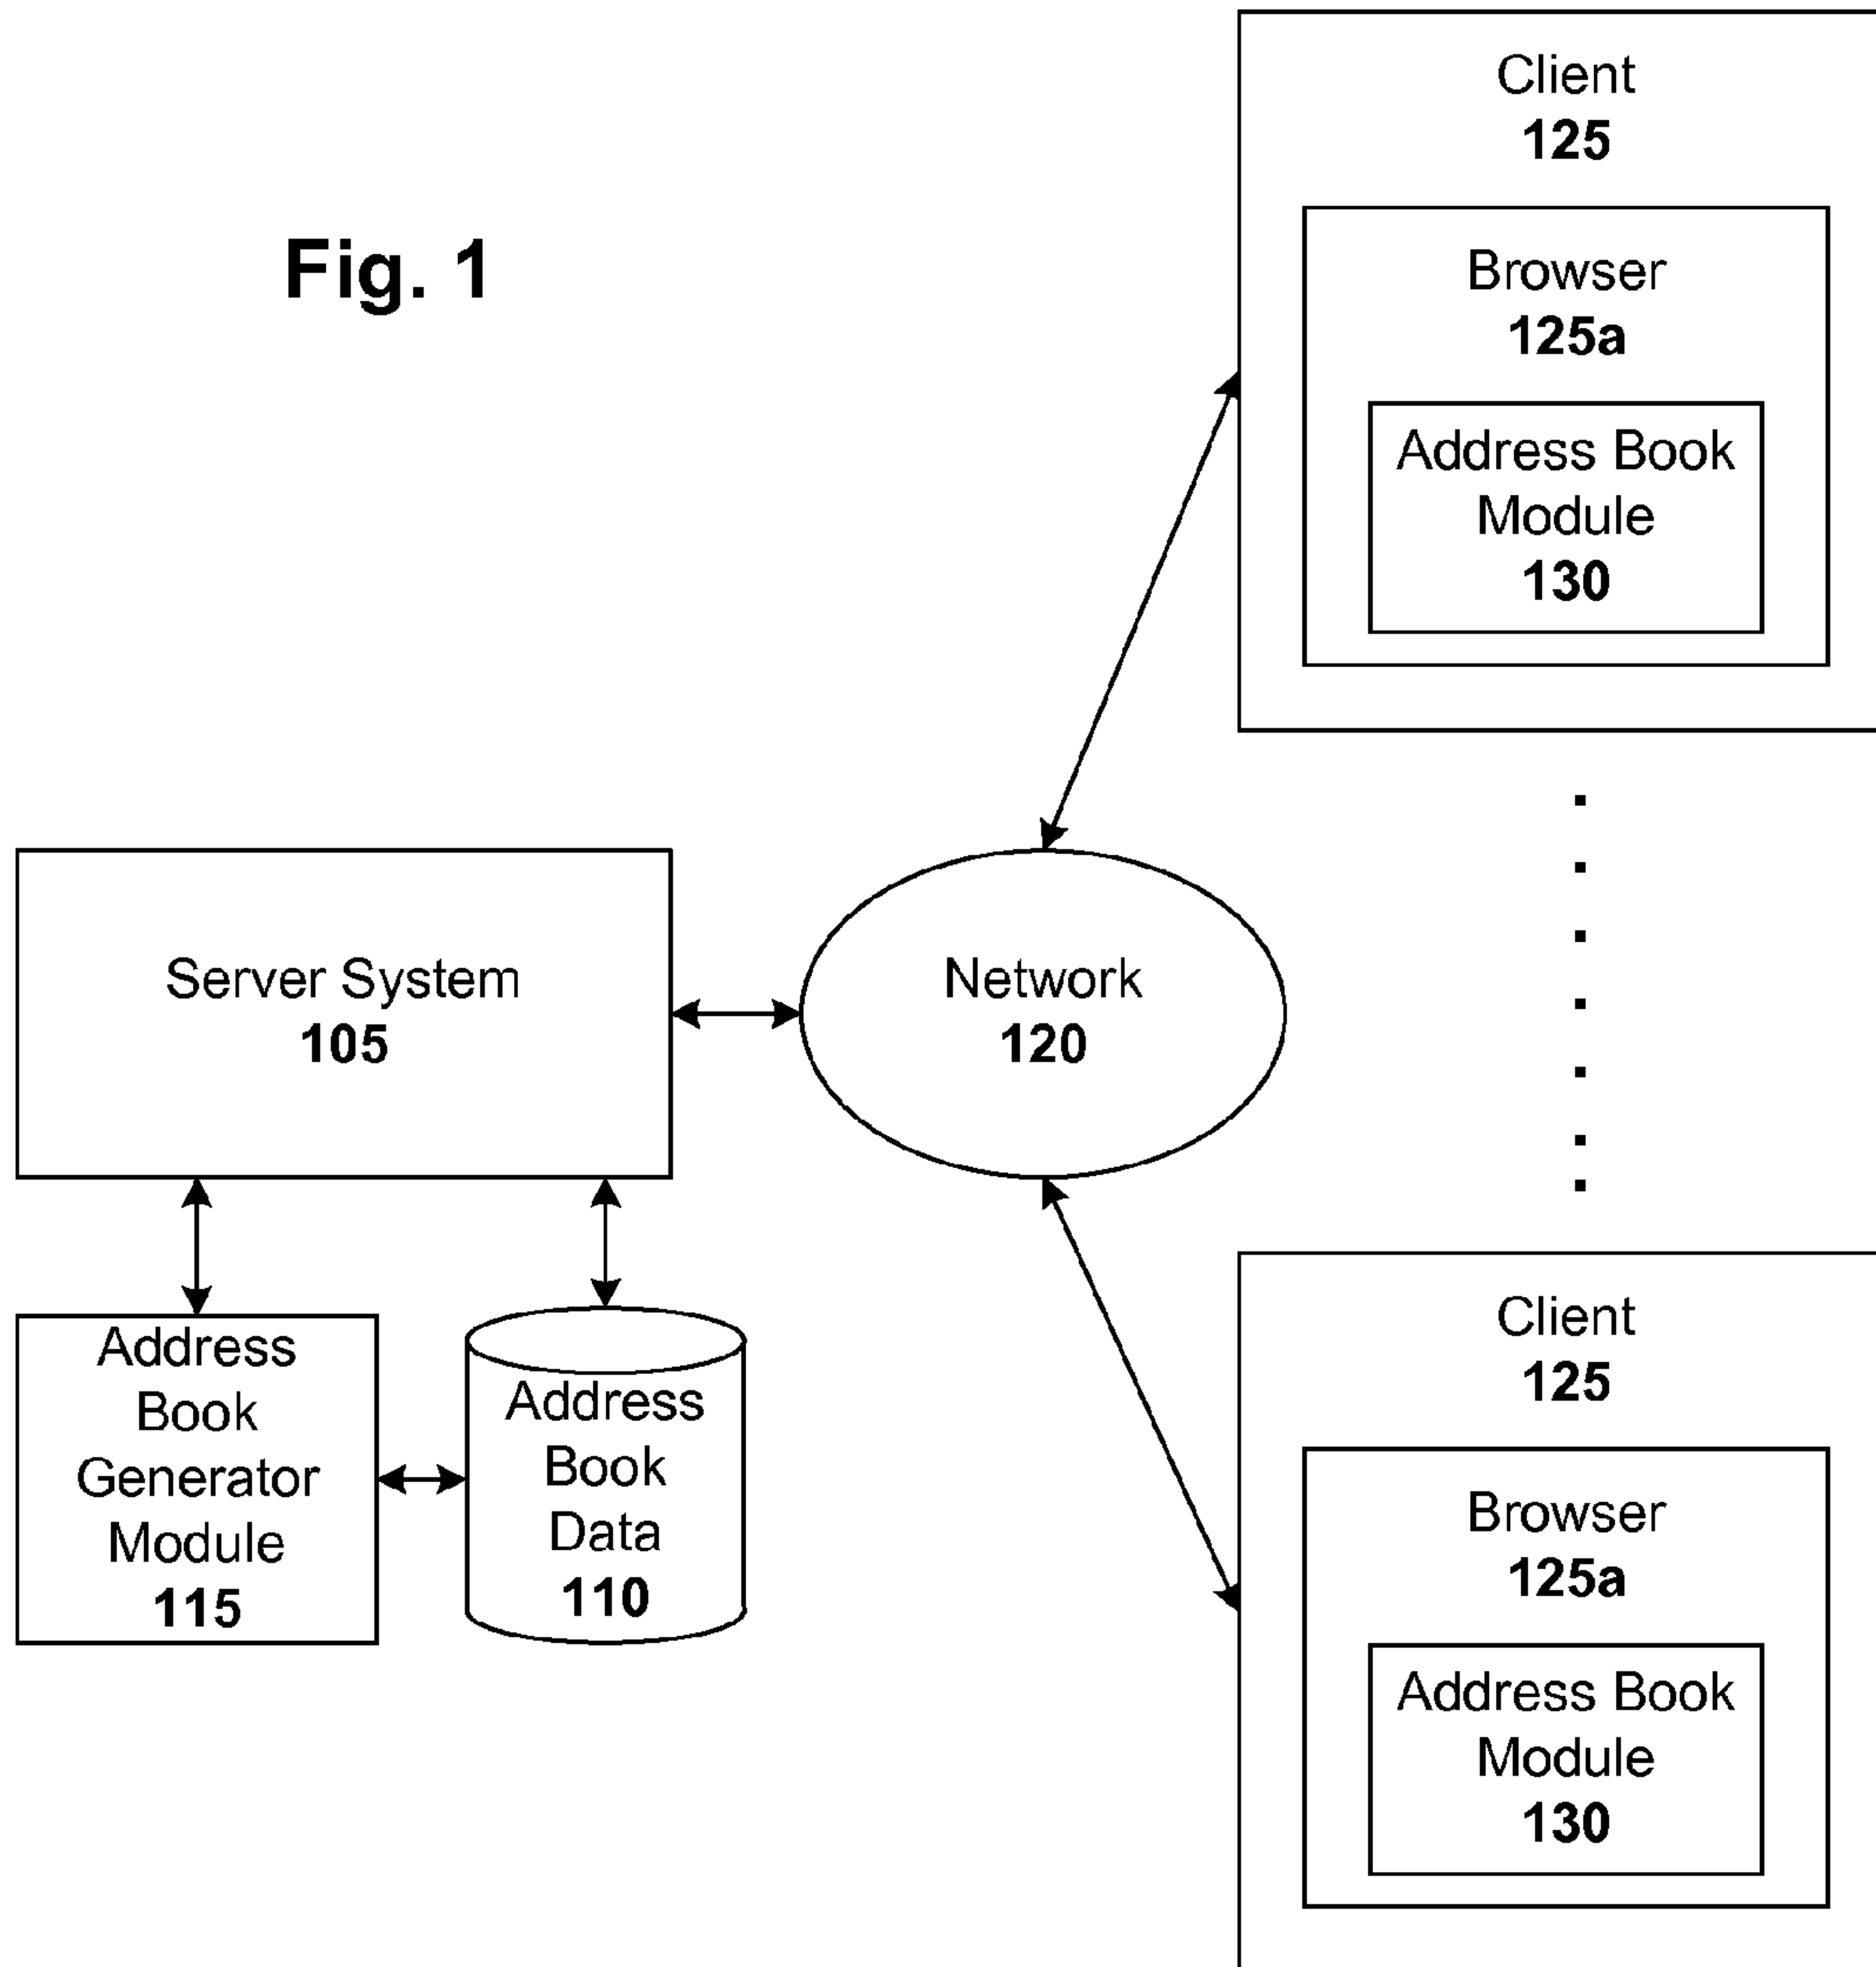 Fig. 1
Client
125
Browser
125a
Address Book
Module
130
Server System
105
Network
120
Address
Book
Generator
Module
115
Address
Book
Data
110
Client
125
Browser
125a
Address Book
Module
130